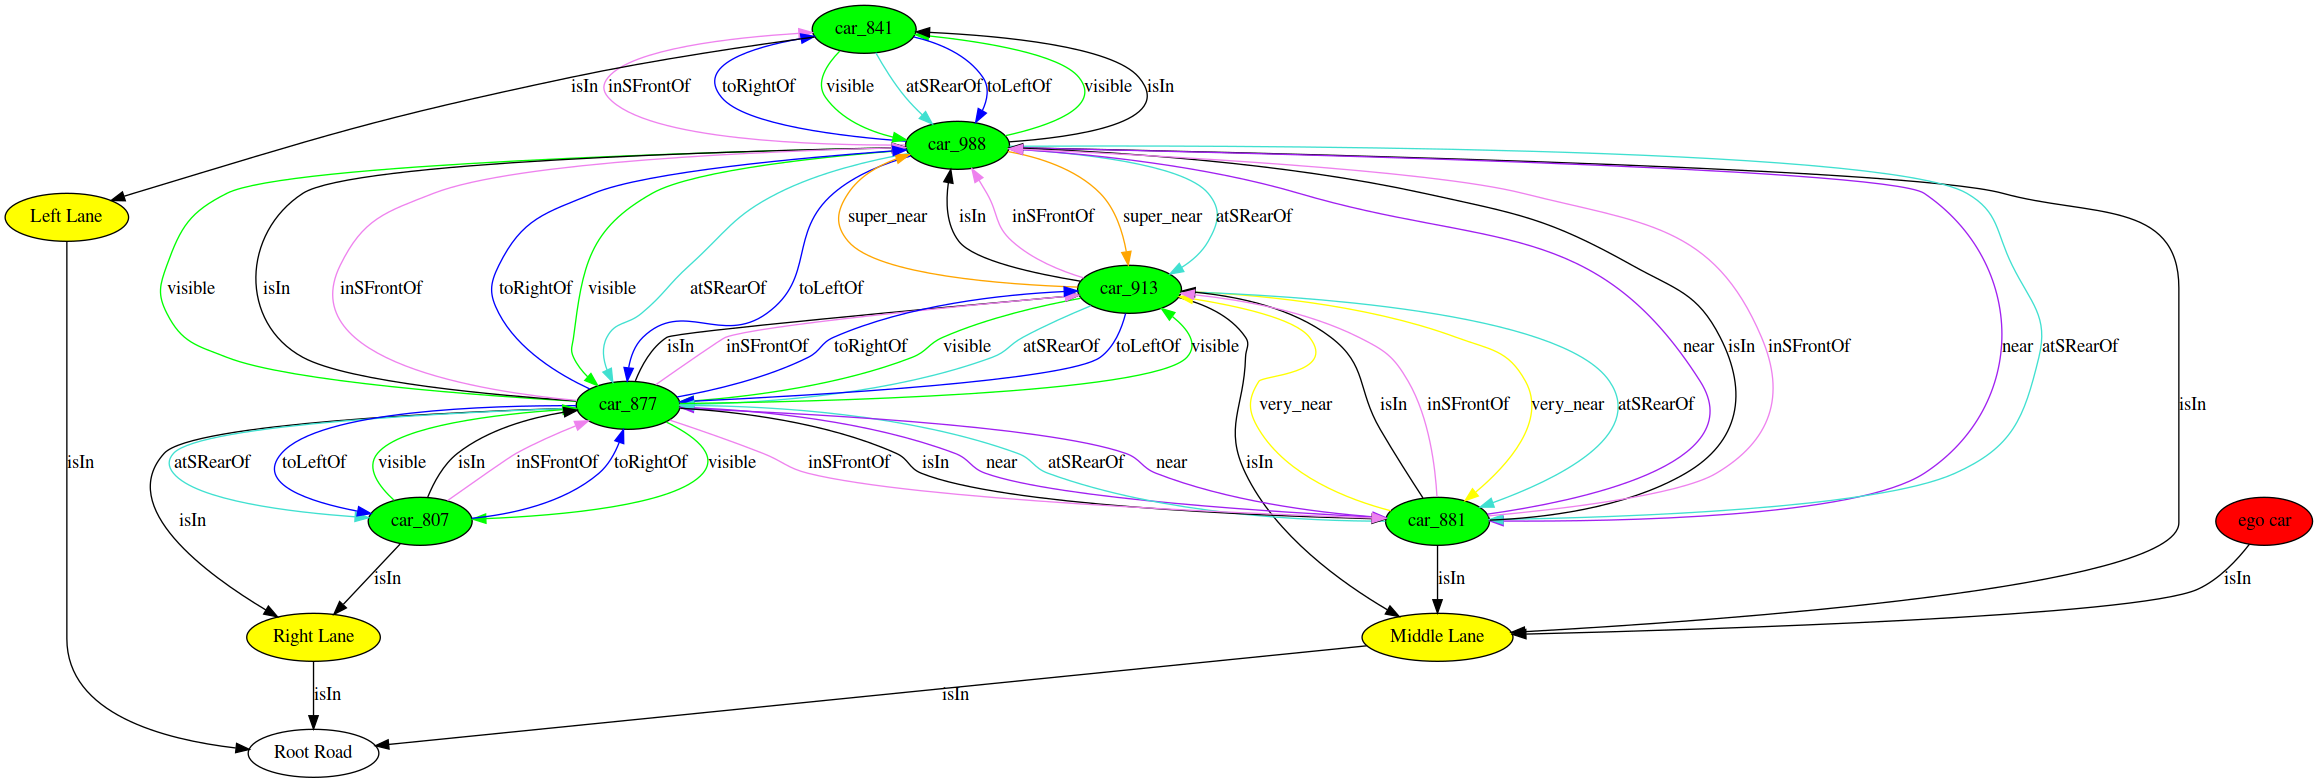 car_841
isIn
inSFrontOf
toRightOf
visible
atSRearOf
toLeftOf
visible
isIn
car_988
Left Lane
super_near
isIn
inSFrontOf
super_near
atSRearOf
visible
isIn
inSFrontOf
toRightOf
visible
atSRearOf
toLeftOf
car_913
isIn
inSFrontOf
toRightOf
visible
atSRearOf
toLeftOf
visible
near
isIn
inSFrontOf
near
atSRearOf
car_877
very_near
isIn
inSFrontOf
very_near
atSRearOf
isIn
isIn
atSRearOf
toLeftOf
visible
isIn
inSFrontOf
toRightOf
visible
inSFrontOf
isIn
near
atSRearOf
near
isIn
isIn
car_807
car_881
ego car
isIn
isIn
isIn
isIn
Right Lane
Middle Lane
isIn
isIn
Root Road